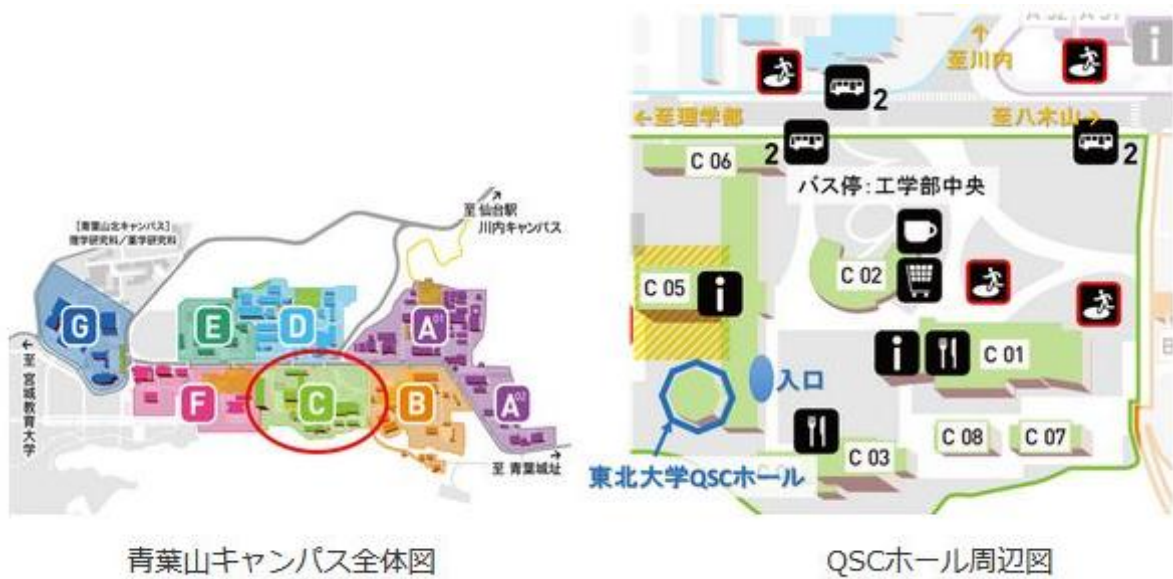 至 仙台駅
川内キャンパス
[青葉山北キャンパス]
理学研究科/薬学研究科
G
E
D
A01
F
C
B
A02
至 宮城教育大学
至 青葉城址
青葉山キャンパス全体図
至川内
2
←至理学部
至八木山→
C 06
2
2
バス停:工学部中央
C 05
C 02
C 01
入口
C 08
C 07
C 03
東北大学QSCホール
QSCホール周辺図